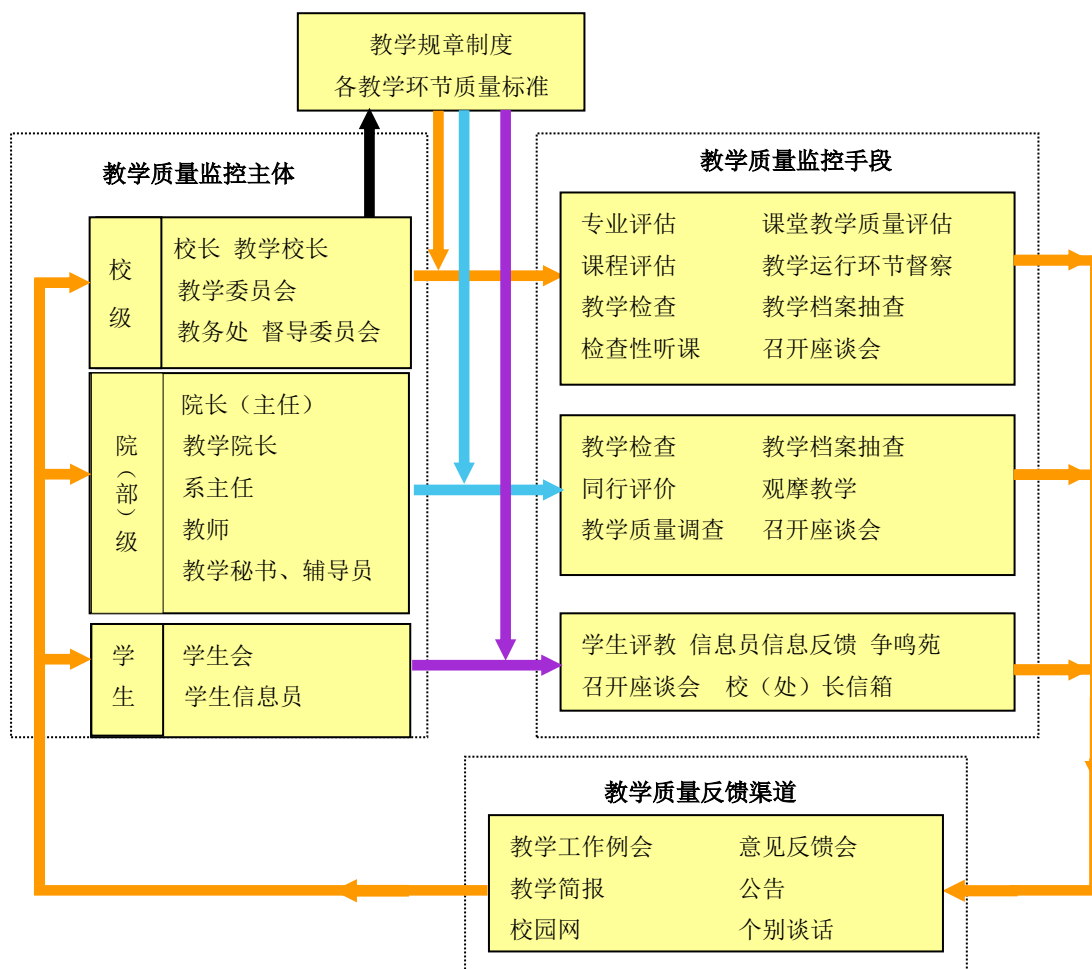 教学规章制度
各教学环节质量标准
教学质量监控主体
校级
校长 教学校长
教学委员会
教务处 督导委员会
院（部）级
院长（主任）
教学院长
系主任
教师
教学秘书、辅导员
学生
学生会
学生信息员
教学质量监控手段
专业评估 课堂教学质量评估
课程评估 教学运行环节督察
教学检查 教学档案抽查
检查性听课 召开座谈会
教学检查 教学档案抽查
同行评价 观摩教学
教学质量调查 召开座谈会
学生评教 信息员信息反馈 争鸣苑
召开座谈会 校（处）长信箱
教学质量反馈渠道
教学工作例会 意见反馈会
教学简报 公告
校园网 个别谈话